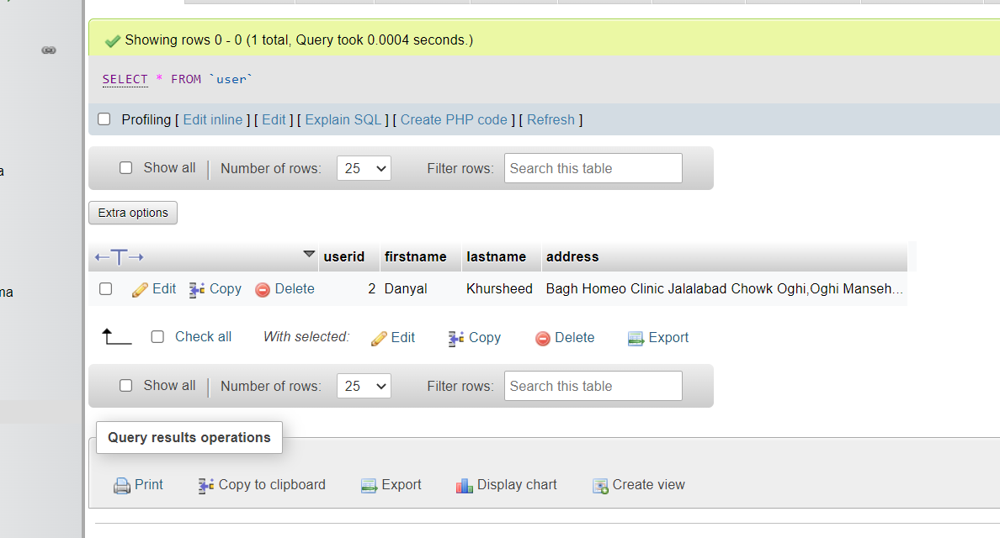 Showing rows 0 - 0 (1 total, Query took 0.0004 seconds.)
SELECT * FROM `user`
Profiling [ Edit inline ] [ Edit ] [ Explain SQL ] [ Create PHP code ] [ Refresh ]
Show all | Number of rows: 25 Filter rows: Search this table
a
Extra options
←T→ userid firstname lastname address
ma
Edit Copy Delete 2 Danyal Khursheed Bagh Homeo Clinic Jalalabad Chowk Oghi,Oghi Manseh...
Check all With selected: Edit Copy Delete Export
Show all | Number of rows: 25 Filter rows: Search this table
Query results operations
Print Copy to clipboard Export Display chart Create view